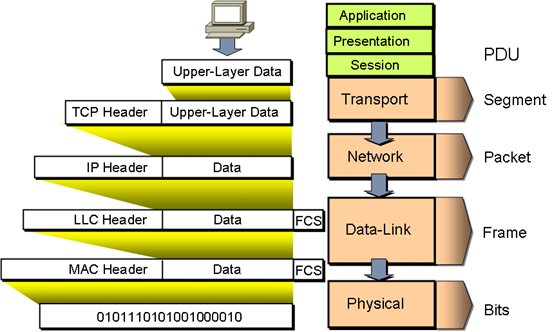 Application
Presentation
PDU
Session
Upper-Layer Data
TCP Header Upper-Layer Data
Transport
Segment
IP Header Data
Network
Packet
LLC Header Data FCS
Data-Link
Frame
MAC Header Data FCS
Physical
Bits
0101110101001000010